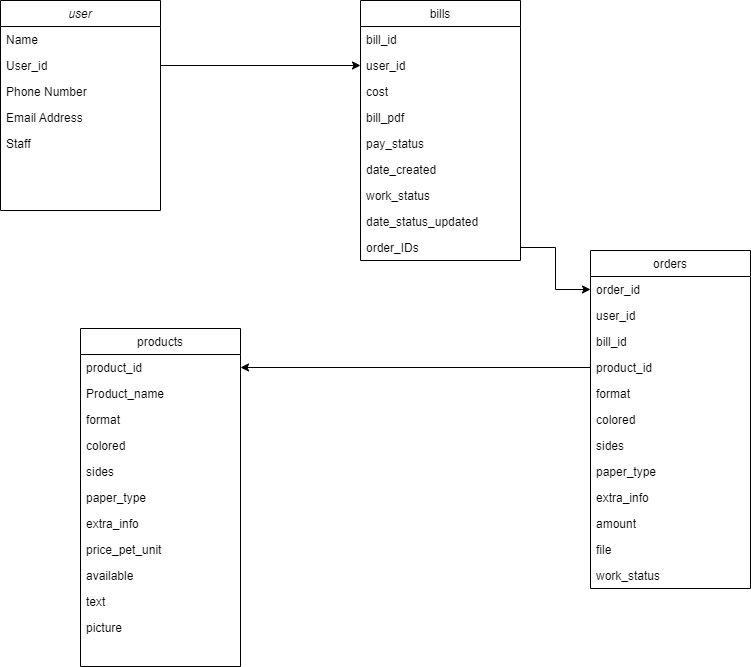 user
Name
User_id
Phone Number
Email Address
Staff
bills
bill_id
user_id
cost
bill_pdf
pay_status
date_created
work_status
date_status_updated
order_IDs
orders
order_id
user_id
bill_id
product_id
format
colored
sides
paper_type
extra_info
amount
file
work_status
products
product_id
Product_name
format
colored
sides
paper_type
extra_info
price_pet_unit
available
text
picture